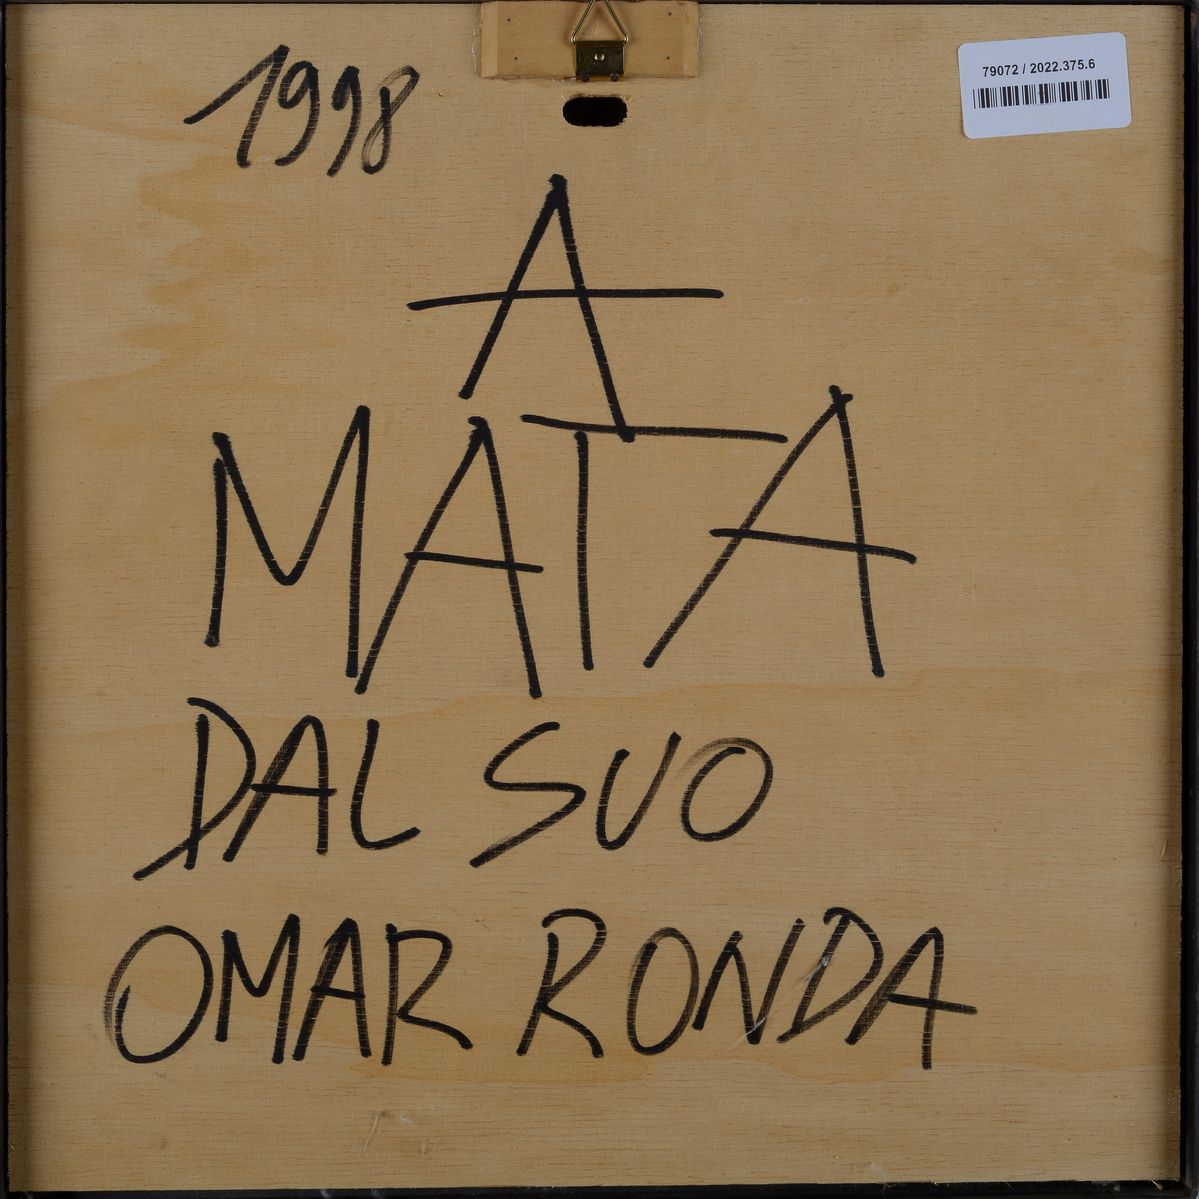 1998
79072 / 2022.375.6
A
MATA
DAL SUO
OMAR RONDA